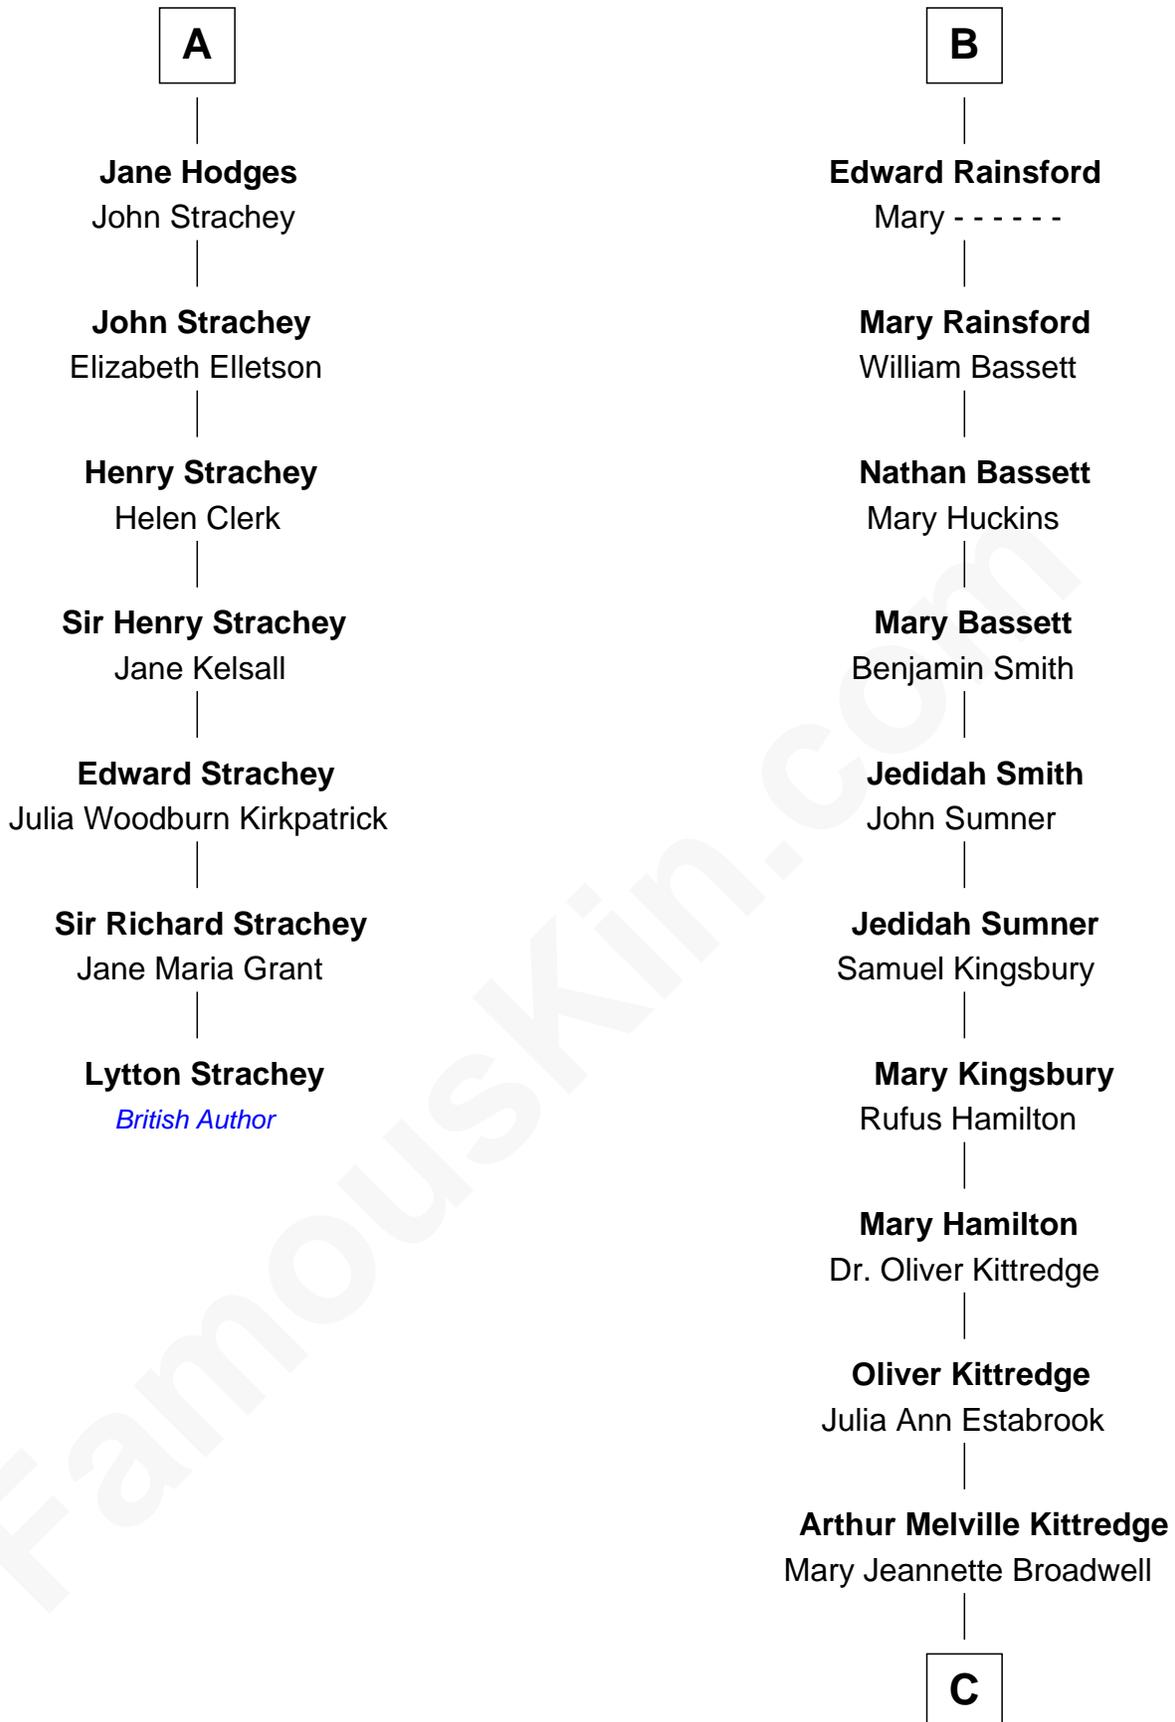 A
Jane Hodges
John Strachey
John Strachey
Elizabeth Elletson
Henry Strachey
Helen Clerk
Sir Henry Strachey
Jane Kelsall
Edward Strachey
Julia Woodburn Kirkpatrick
Sir Richard Strachey
Jane Maria Grant
Lytton Strachey
British Author
B
Edward Rainsford
Mary - - - - - -
Mary Rainsford
William Bassett
Nathan Bassett
Mary Huckins
Mary Bassett
Benjamin Smith
Jedidah Smith
John Sumner
Jedidah Sumner
Samuel Kingsbury
Mary Kingsbury
Rufus Hamilton
Mary Hamilton
Dr. Oliver Kittredge
Oliver Kittredge
Julia Ann Estabrook
Arthur Melville Kittredge
Mary Jeannette Broadwell
C
FamousKin.com